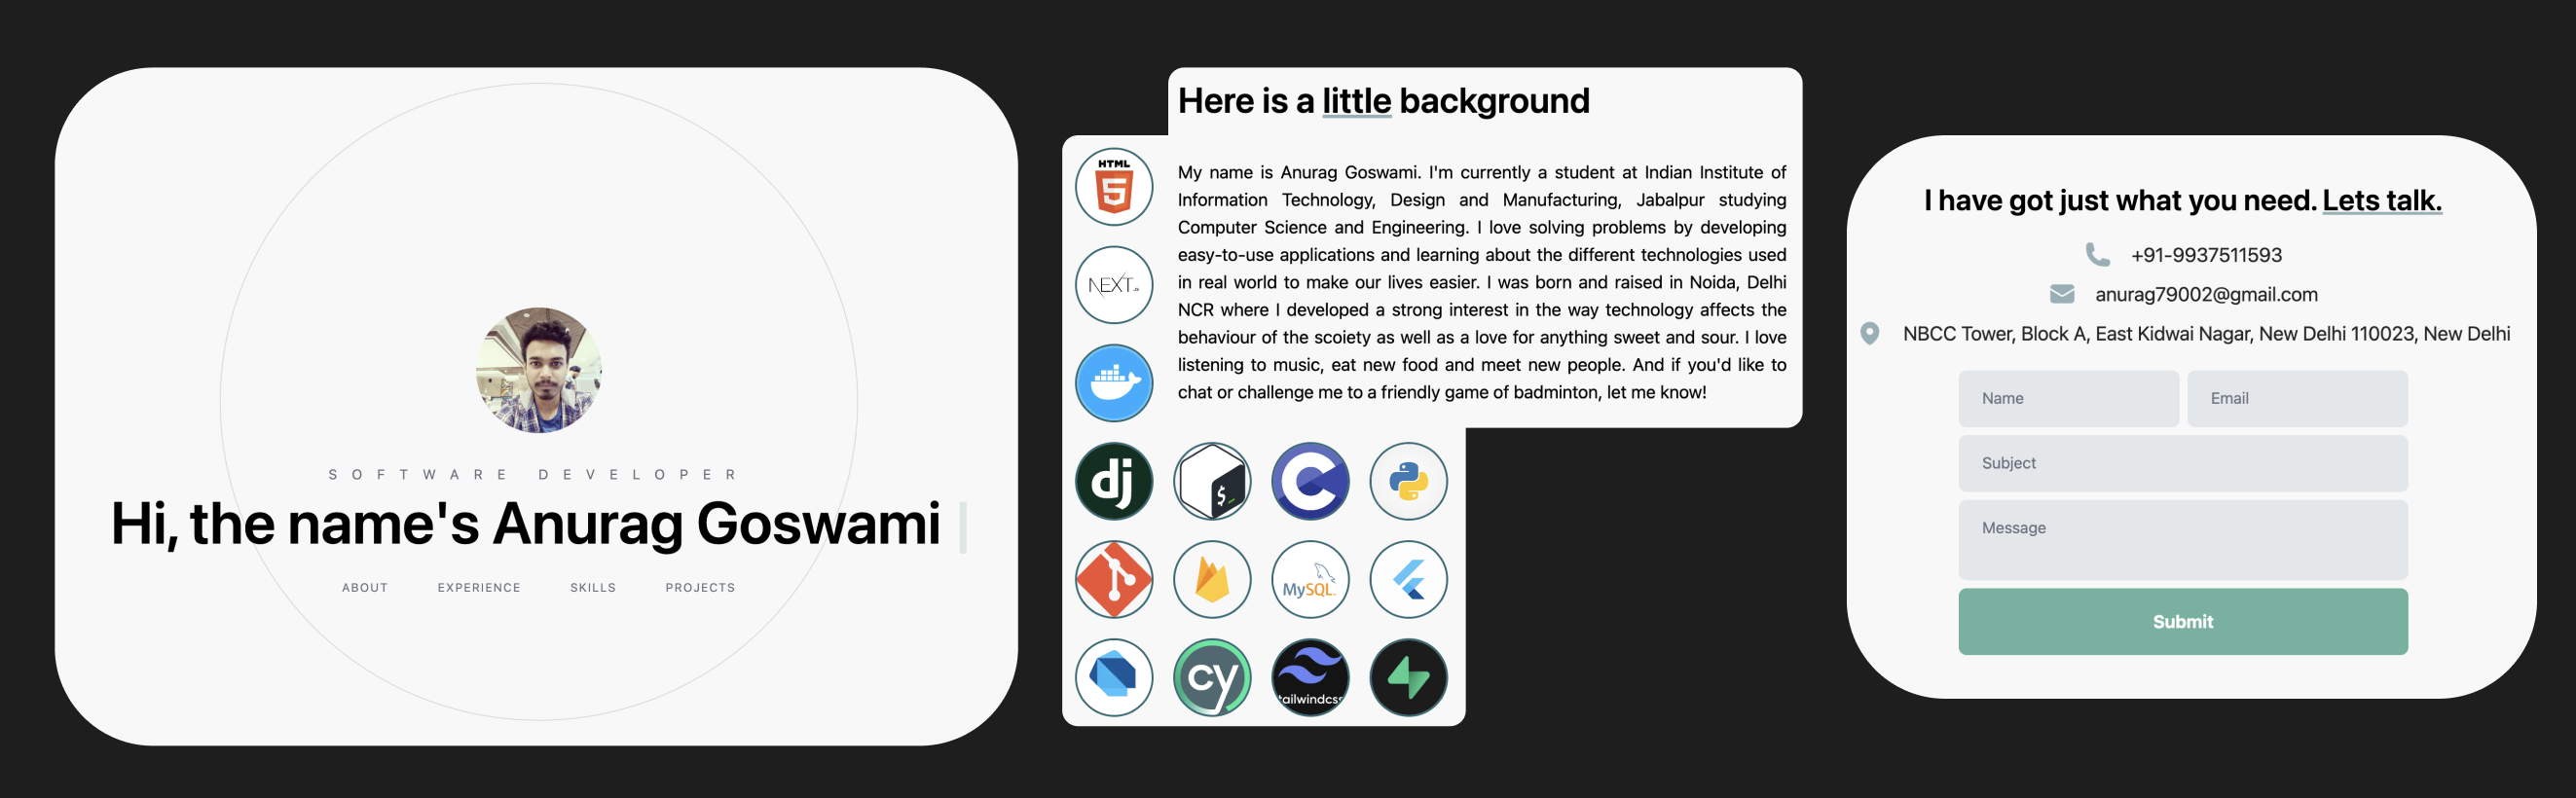 SOFTWARE DEVELOPER
Hi, the name's Anurag Goswami
ABOUT EXPERIENCE SKILLS PROJECTS
Here is a little background
My name is Anurag Goswami. I'm currently a student at Indian Institute of
Information Technology, Design and Manufacturing, Jabalpur studying
Computer Science and Engineering. I love solving problems by developing
easy-to-use applications and learning about the different technologies used
in real world to make our lives easier. I was born and raised in Noida, Delhi
NCR where I developed a strong interest in the way technology affects the
behaviour of the scoiety as well as a love for anything sweet and sour. I love
listening to music, eat new food and meet new people. And if you'd like to
chat or challenge me to a friendly game of badminton, let me know!
HTML
5
NEXT.js
dj
$_
C
MySQL
cy
tailwindcss
I have got just what you need. Lets talk.
+91-9937511593
anurag79002@gmail.com
NBCC Tower, Block A, East Kidwai Nagar, New Delhi 110023, New Delhi
Name Email
Subject
Message
Submit